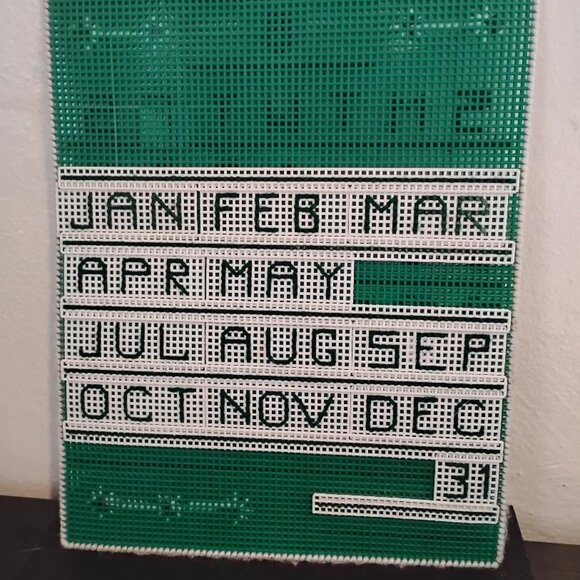 JAN FEB MAR
APR MAY
JUL AUG SEP
OCT NOV DEC
31